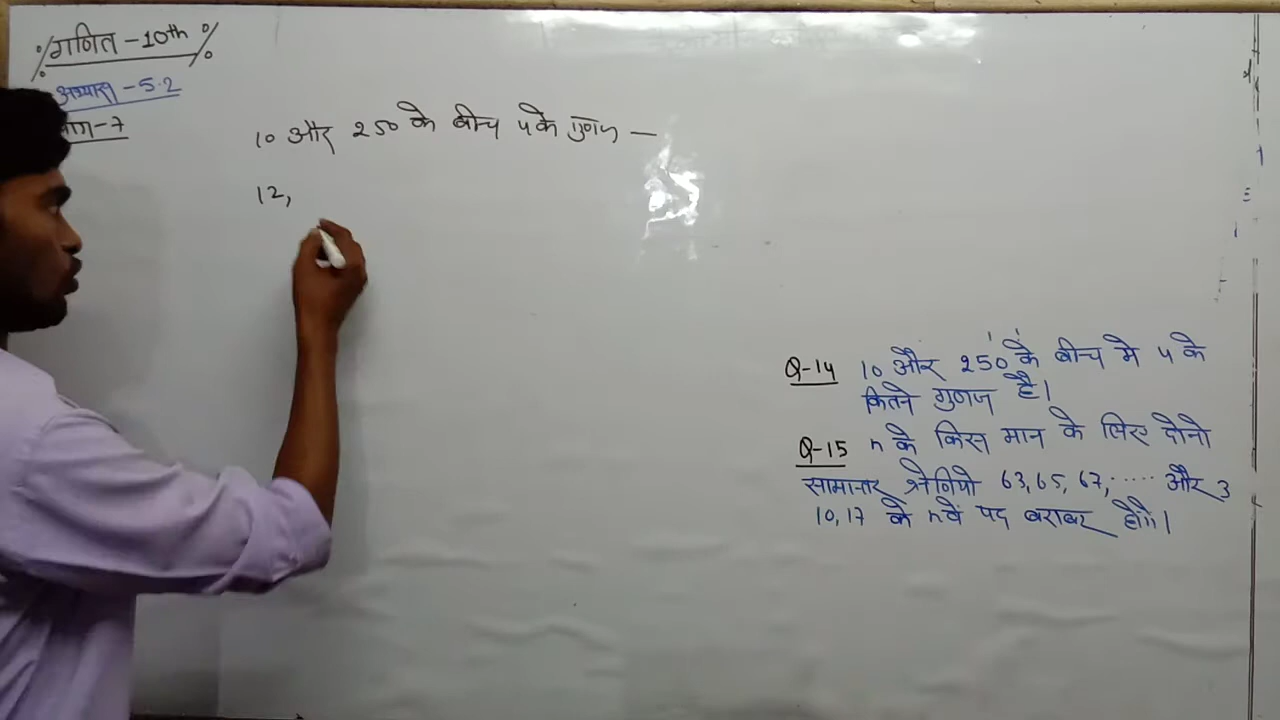 गणित-10th
अभ्यास-5.2
भाग-7
10 और 250 के बीच 4 के गुणज —
12,
Q-14 10 और 250 के बीच मे 4 के
कितने गुणज है।
Q-15 n के किस मान के लिए दोनो
सामान्तर श्रेणियो 63,65,67,..... और 3
10,17 के nवें पद बराबर होंगे।